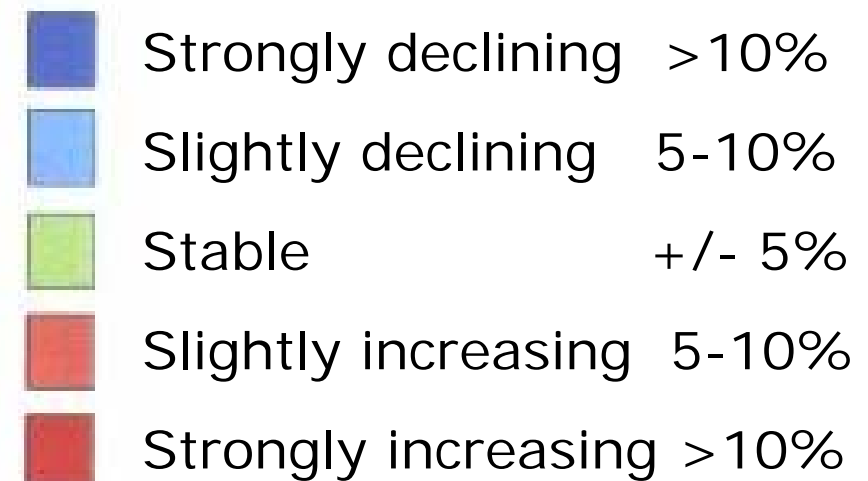 Strongly declining >10%
Slightly declining 5-10%
Stable +/- 5%
Slightly increasing 5-10%
Strongly increasing >10%